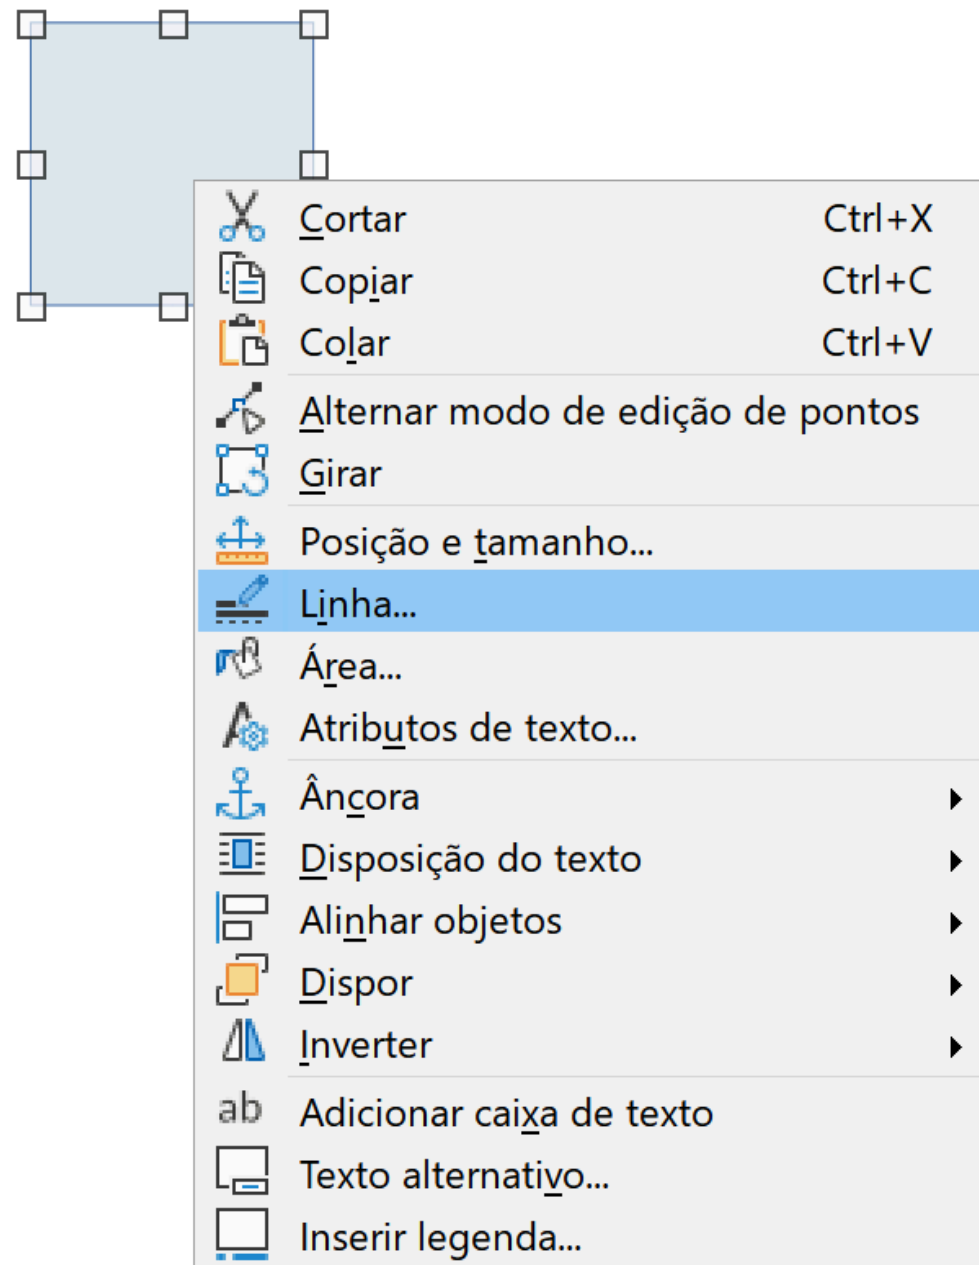 Cortar Ctrl+X
Copiar Ctrl+C
Colar Ctrl+V
Alternar modo de edição de pontos
Girar
Posição e tamanho...
Linha...
Área...
Atributos de texto...
Âncora
Disposição do texto
Alinhar objetos
Dispor
Inverter
ab Adicionar caixa de texto
Texto alternativo...
Inserir legenda...